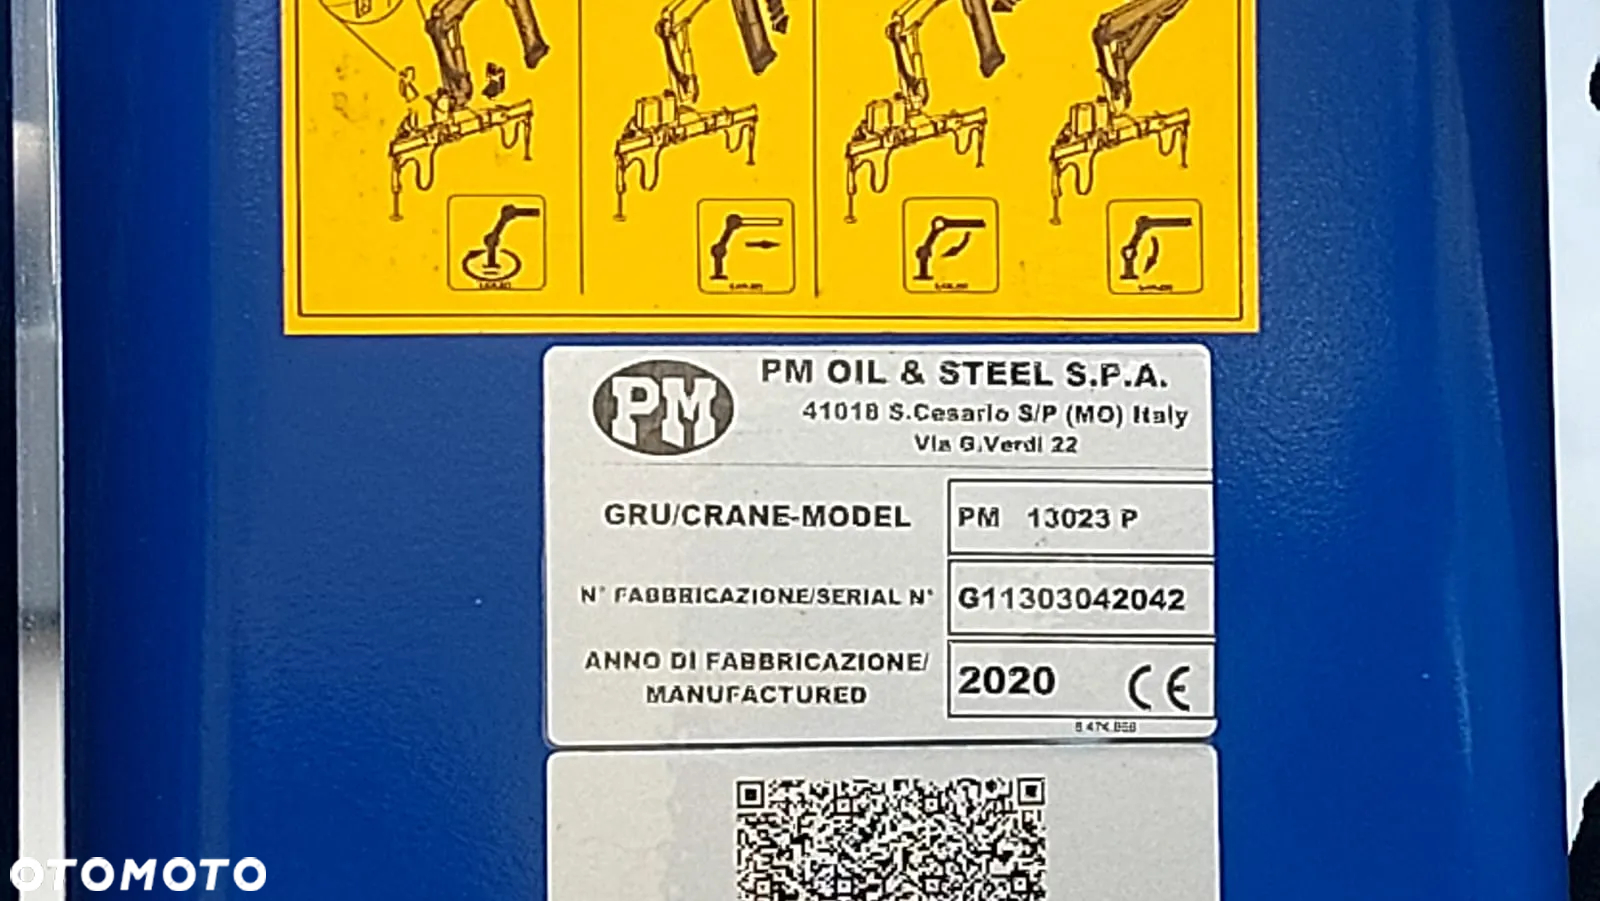 PM
PM OIL & STEEL S.P.A.
41018 S.Cesario S/P (MO) Italy
Via G.Verdi 22
GRU/CRANE-MODEL
PM 13023 P
N° FABBRICAZIONE/SERIAL N°
G11303042042
ANNO DI FABBRICAZIONE/
MANUFACTURED
2020 CE
OTOMOTO